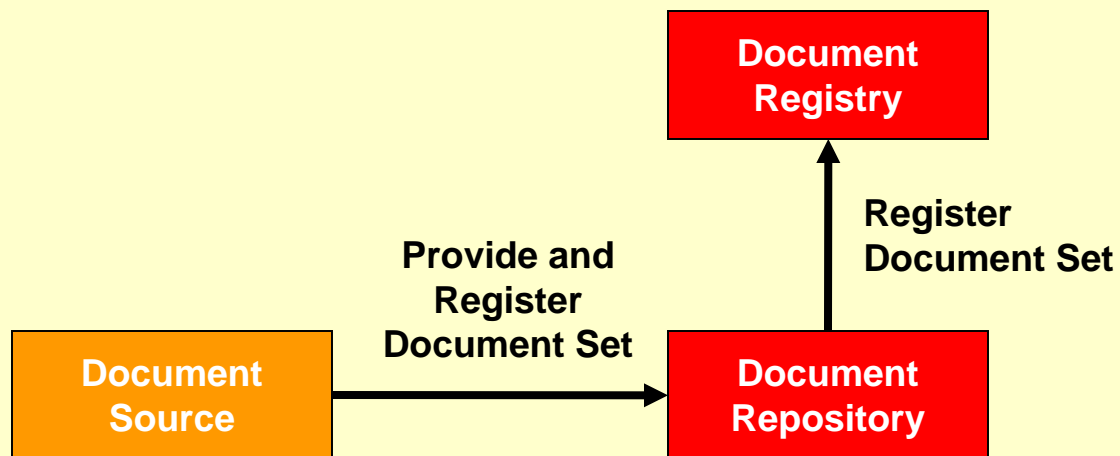 Document
Registry
Register
Document Set
Provide and
Register
Document Set
Document
Source
Document
Repository